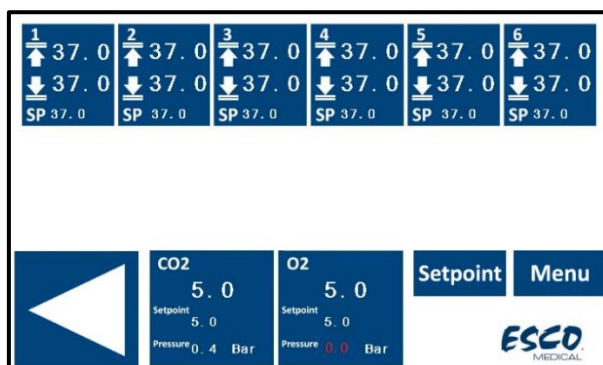 1 2 3 4 5 6
37. 0 37. 0 37. 0 37. 0 37. 0 37. 0
37. 0 37. 0 37. 0 37. 0 37. 0 37. 0
SP 37. 0 SP 37. 0 SP 37. 0 SP 37. 0 SP 37. 0 SP 37. 0
CO2
5. 0
Setpoint
5. 0
Pressure 0. 4 Bar
O2
5. 0
Setpoint
5. 0
Pressure 0. 0 Bar
Setpoint Menu
ESCO
MEDICAL